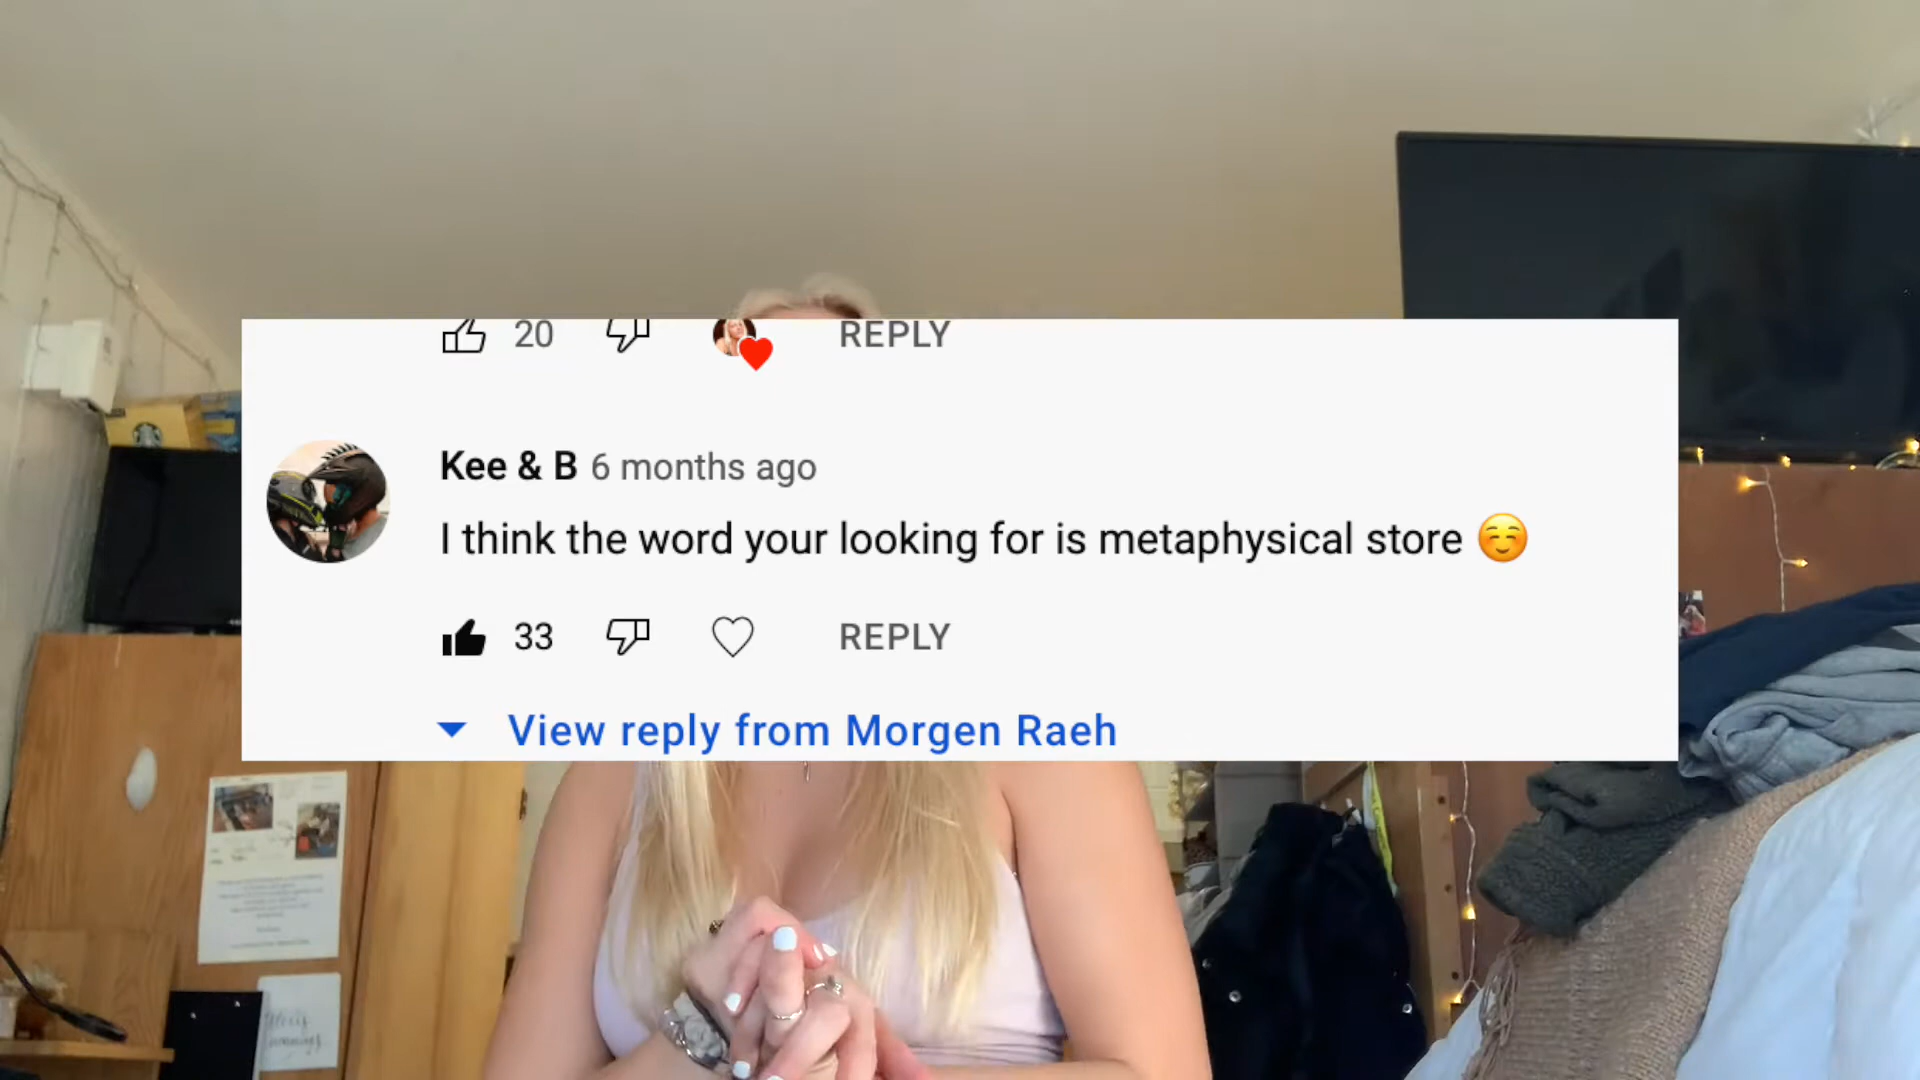 20 REPLY
Kee & B 6 months ago
I think the word your looking for is metaphysical store ☺️
33 REPLY
View reply from Morgen Raeh